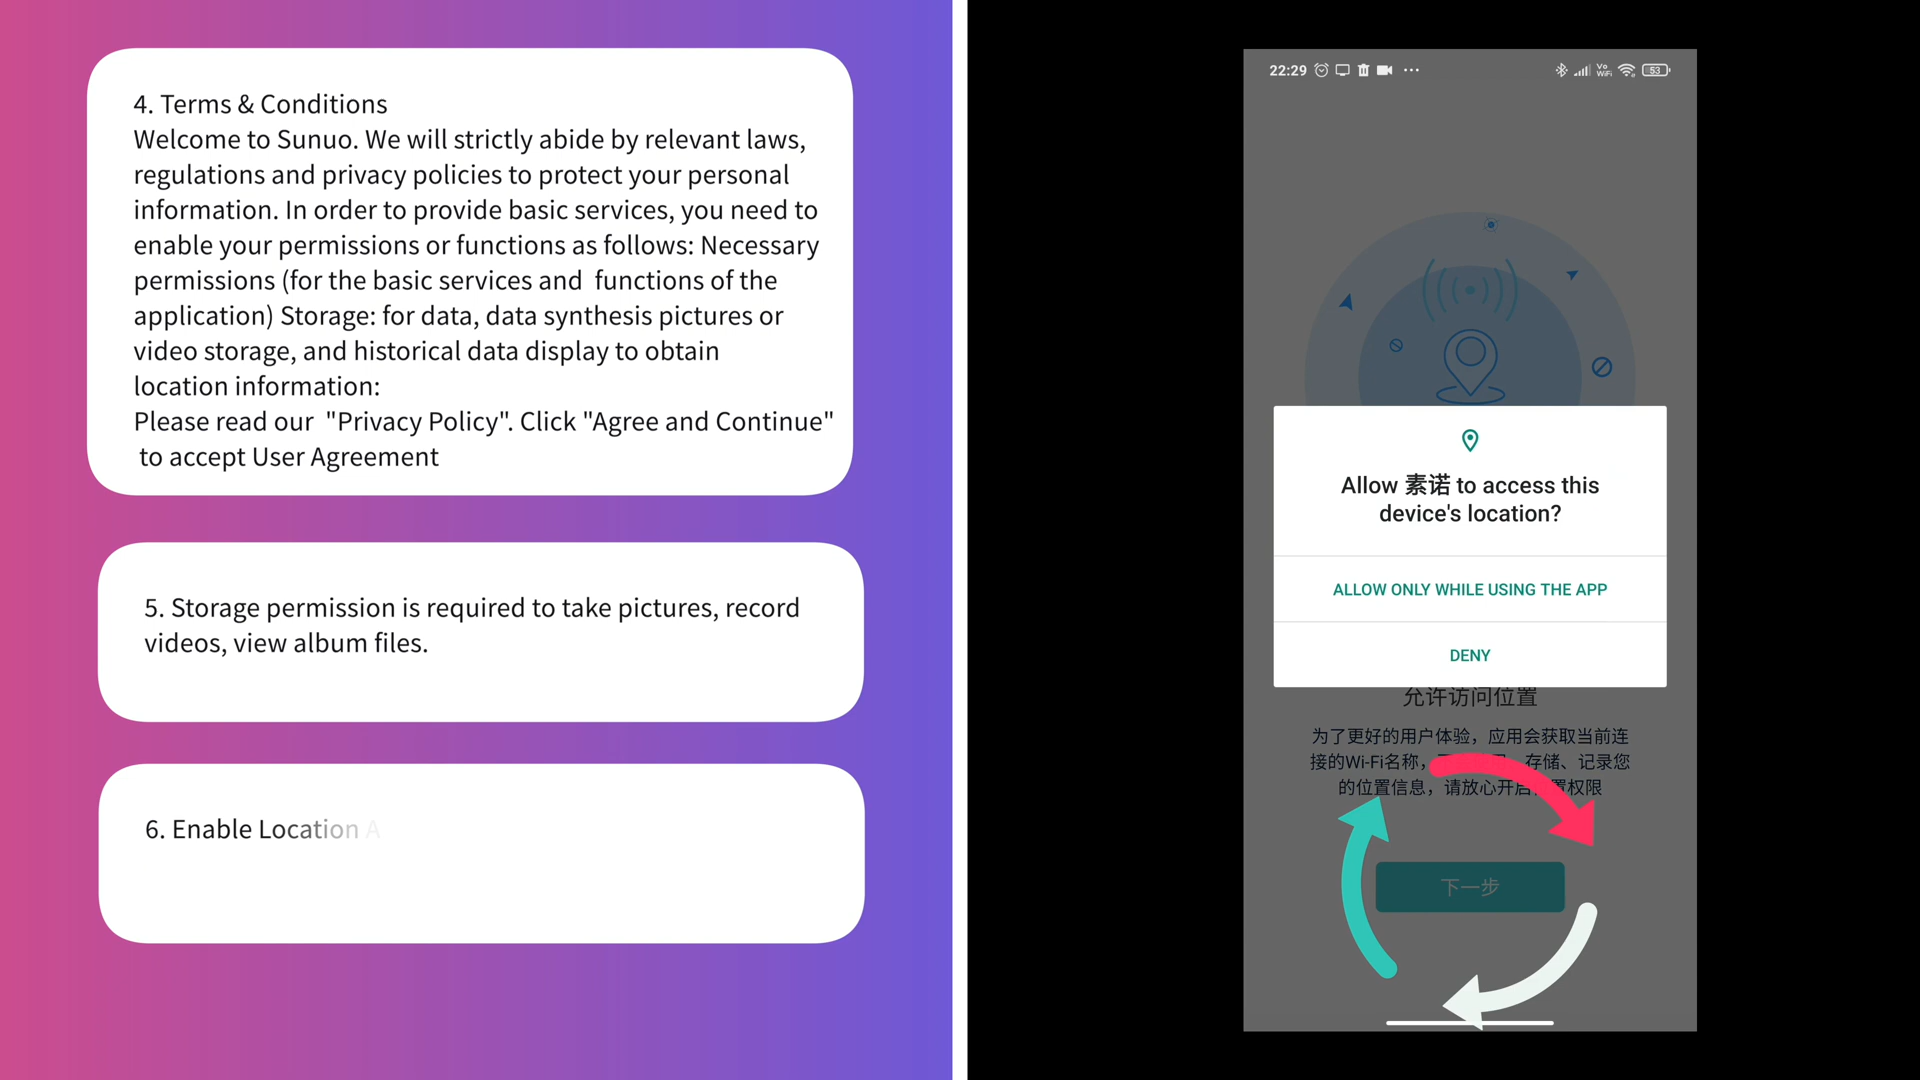 4. Terms & Conditions
Welcome to Sunuo. We will strictly abide by relevant laws,
regulations and privacy policies to protect your personal
information. In order to provide basic services, you need to
enable your permissions or functions as follows: Necessary
permissions (for the basic services and functions of the
application) Storage: for data, data synthesis pictures or
video storage, and historical data display to obtain
location information:
Please read our "Privacy Policy". Click "Agree and Continue"
to accept User Agreement
5. Storage permission is required to take pictures, record
videos, view album files.
6. Enable Location A
22:29
Vo WiFi
53
Allow 素诺 to access this
device's location?
ALLOW ONLY WHILE USING THE APP
DENY
允许访问位置
为了更好的用户体验，应用会获取当前连
接的Wi-Fi名称，存储、记录您
的位置信息，请放心开启权限
下一步